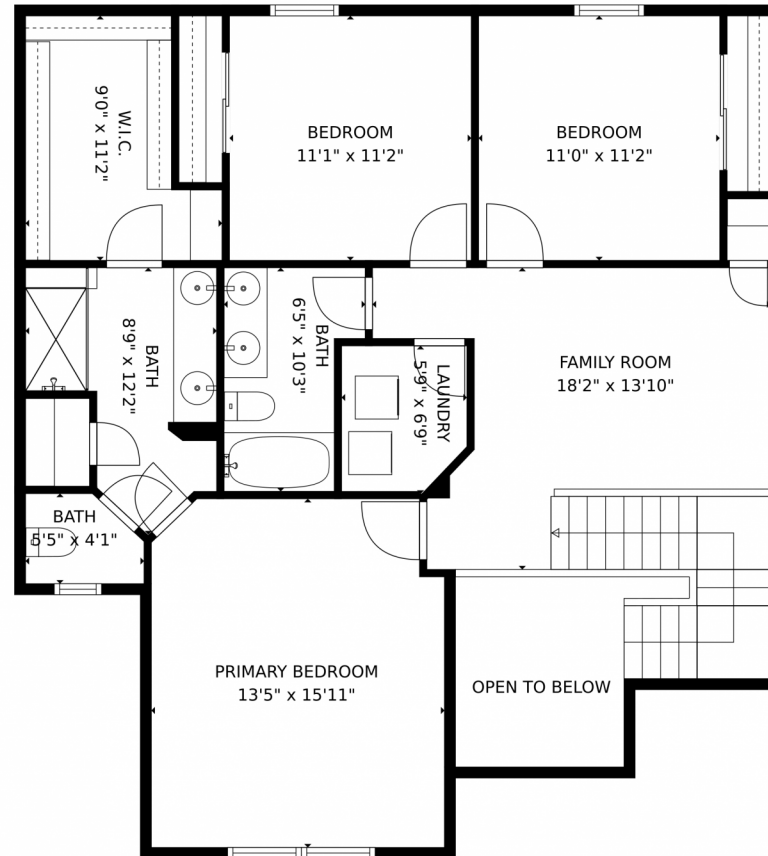 W.I.C.
9'0" x 11'2"
BEDROOM
11'1" x 11'2"
BEDROOM
11'0" x 11'2"
BATH
8'9" x 12'2"
BATH
6'5" x 10'3"
LAUNDRY
5'9" x 6'9"
FAMILY ROOM
18'2" x 13'10"
BATH
5'5" x 4'1"
PRIMARY BEDROOM
13'5" x 15'11"
OPEN TO BELOW